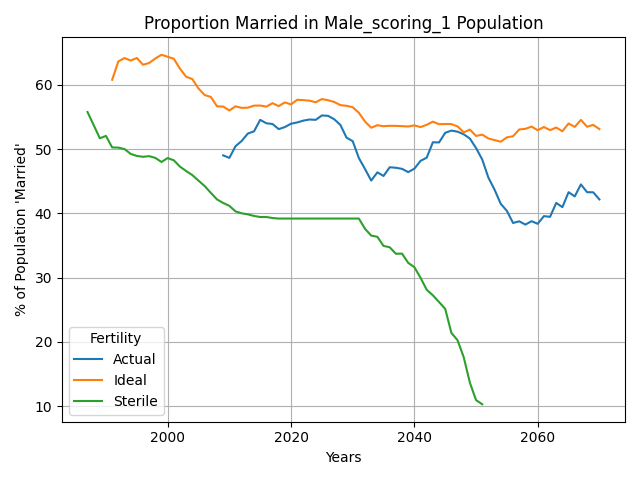 Proportion Married in Male_scoring_1 Population
% of Population 'Married'
60
50
40
30
20
10
Fertility
Actual
Ideal
Sterile
2000 2020 2040 2060
Years